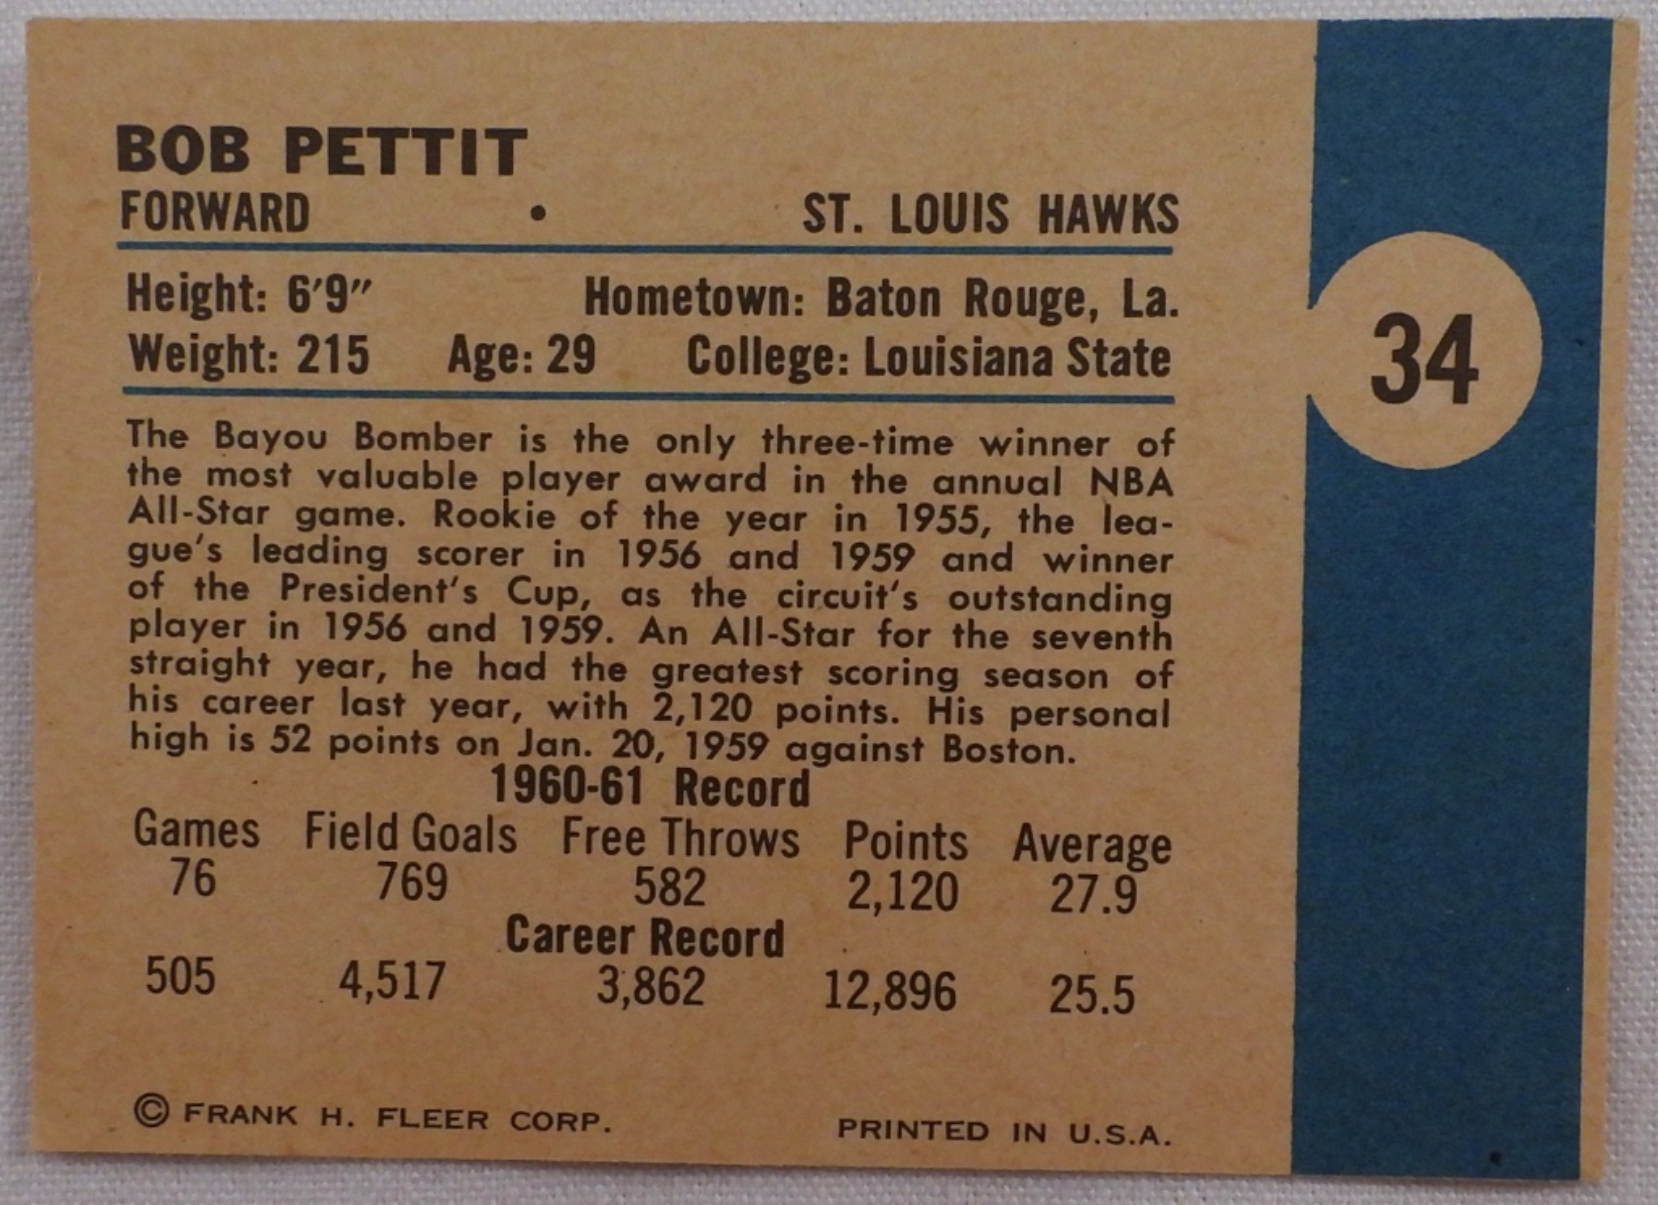 BOB PETTIT
FORWARD • ST. LOUIS HAWKS
Height: 6'9" Hometown: Baton Rouge, La.
Weight: 215 Age: 29 College: Louisiana State
34
The Bayou Bomber is the only three-time winner of
the most valuable player award in the annual NBA
All-Star game. Rookie of the year in 1955, the lea-
gue's leading scorer in 1956 and 1959 and winner
of the President's Cup, as the circuit's outstanding
player in 1956 and 1959. An All-Star for the seventh
straight year, he had the greatest scoring season of
his career last year, with 2,120 points. His personal
high is 52 points on Jan. 20, 1959 against Boston.
1960-61 Record
Games Field Goals Free Throws Points Average
76 769 582 2,120 27.9
Career Record
505 4,517 3,862 12,896 25.5
© FRANK H. FLEER CORP. PRINTED IN U.S.A.